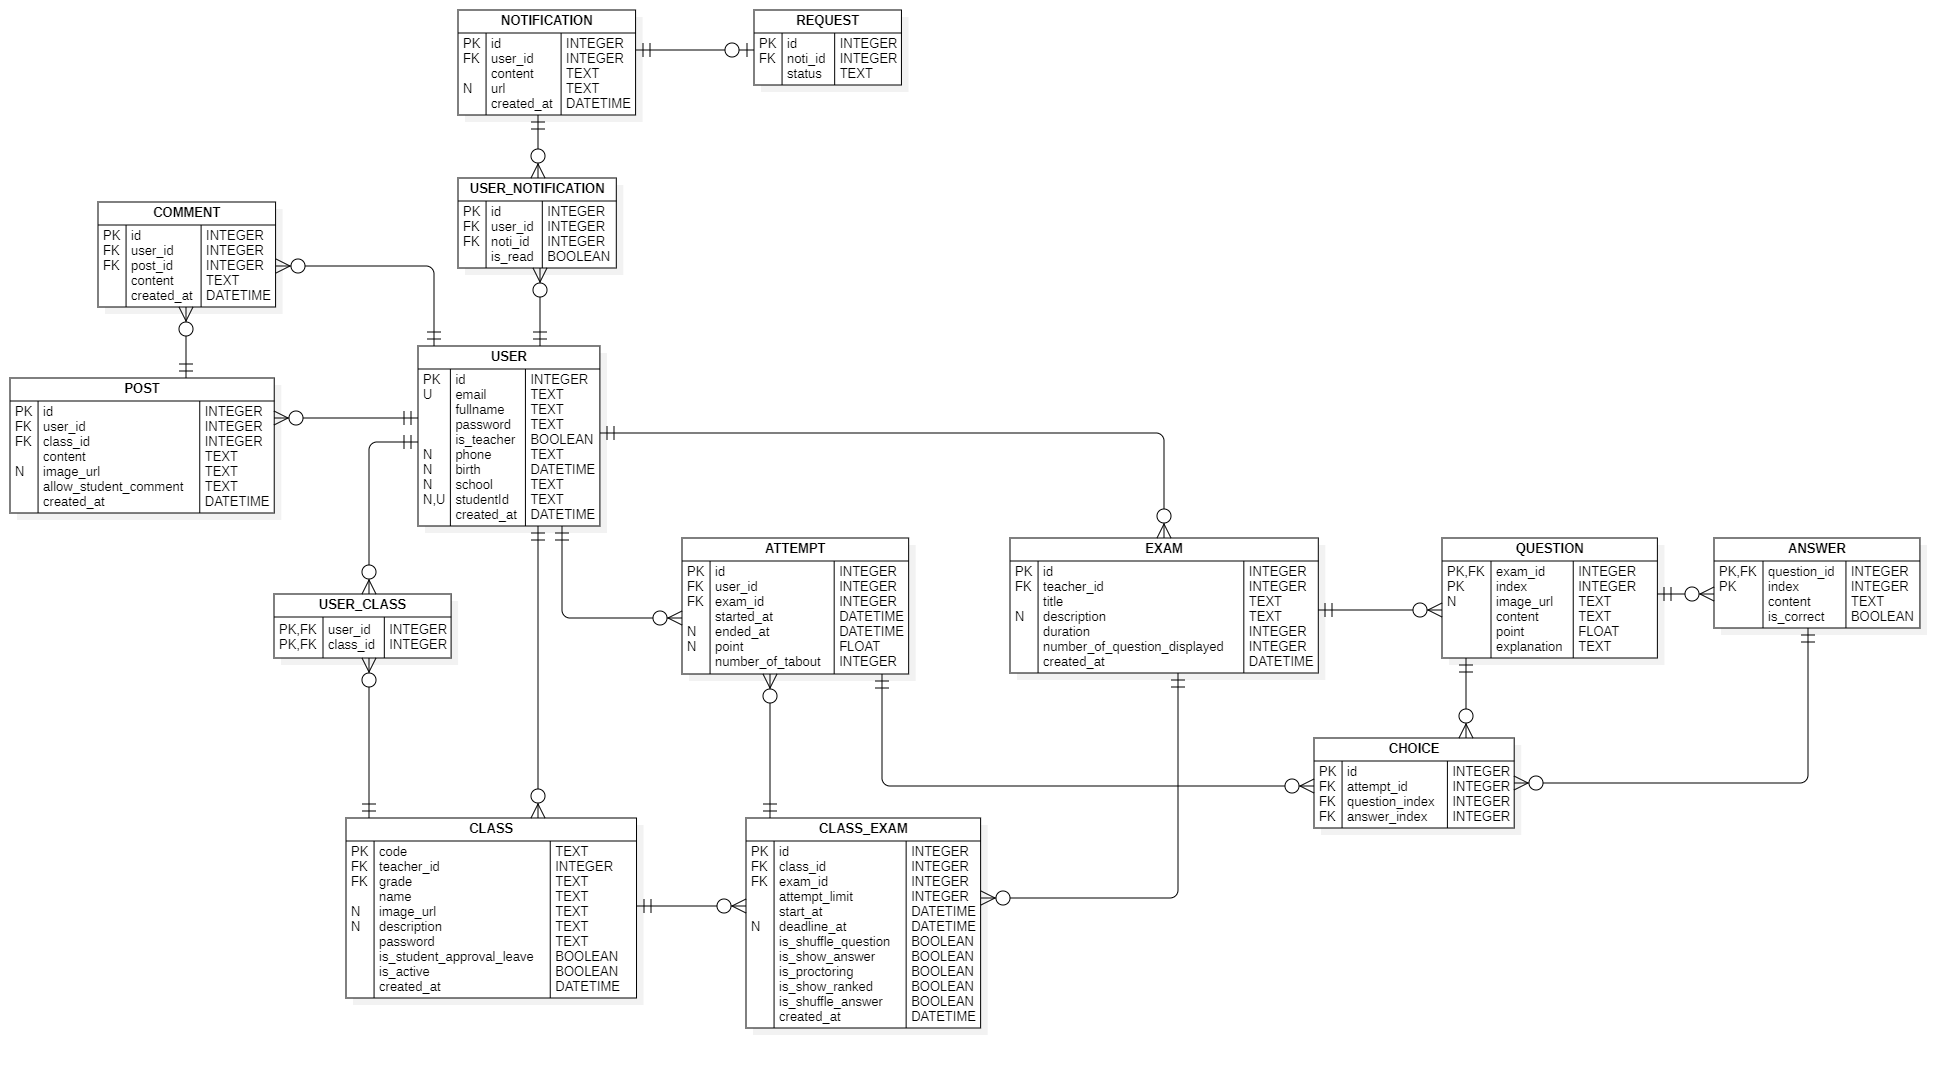 NOTIFICATION
PK id INTEGER
FK user_id INTEGER
content TEXT
N url TEXT
created_at DATETIME
REQUEST
PK id INTEGER
FK noti_id INTEGER
status TEXT
USER_NOTIFICATION
PK id INTEGER
FK user_id INTEGER
FK noti_id INTEGER
is_read BOOLEAN
COMMENT
PK id INTEGER
FK user_id INTEGER
FK post_id INTEGER
content TEXT
created_at DATETIME
POST
PK id INTEGER
FK user_id INTEGER
FK class_id INTEGER
content TEXT
N image_url TEXT
allow_student_comment TEXT
created_at DATETIME
USER
PK id INTEGER
U email TEXT
fullname TEXT
password TEXT
is_teacher BOOLEAN
N phone TEXT
N birth DATETIME
N school TEXT
N,U studentId TEXT
created_at DATETIME
USER_CLASS
PK,FK user_id INTEGER
PK,FK class_id INTEGER
ATTEMPT
PK id INTEGER
FK user_id INTEGER
FK exam_id INTEGER
started_at DATETIME
N ended_at DATETIME
N point FLOAT
number_of_tabout INTEGER
EXAM
PK id INTEGER
FK teacher_id INTEGER
title TEXT
N description TEXT
duration INTEGER
number_of_question_displayed INTEGER
created_at DATETIME
QUESTION
PK,FK exam_id INTEGER
PK index INTEGER
N image_url TEXT
content TEXT
point FLOAT
explanation TEXT
ANSWER
PK,FK question_id INTEGER
PK index INTEGER
content TEXT
is_correct BOOLEAN
CHOICE
PK id INTEGER
FK attempt_id INTEGER
FK question_index INTEGER
FK answer_index INTEGER
CLASS
PK code TEXT
FK teacher_id INTEGER
FK grade TEXT
name TEXT
N image_url TEXT
N description TEXT
password TEXT
is_student_approval_leave BOOLEAN
is_active BOOLEAN
created_at DATETIME
CLASS_EXAM
PK id INTEGER
FK class_id INTEGER
FK exam_id INTEGER
attempt_limit INTEGER
start_at DATETIME
N deadline_at DATETIME
is_shuffle_question BOOLEAN
is_show_answer BOOLEAN
is_proctoring BOOLEAN
is_show_ranked BOOLEAN
is_shuffle_answer BOOLEAN
created_at DATETIME